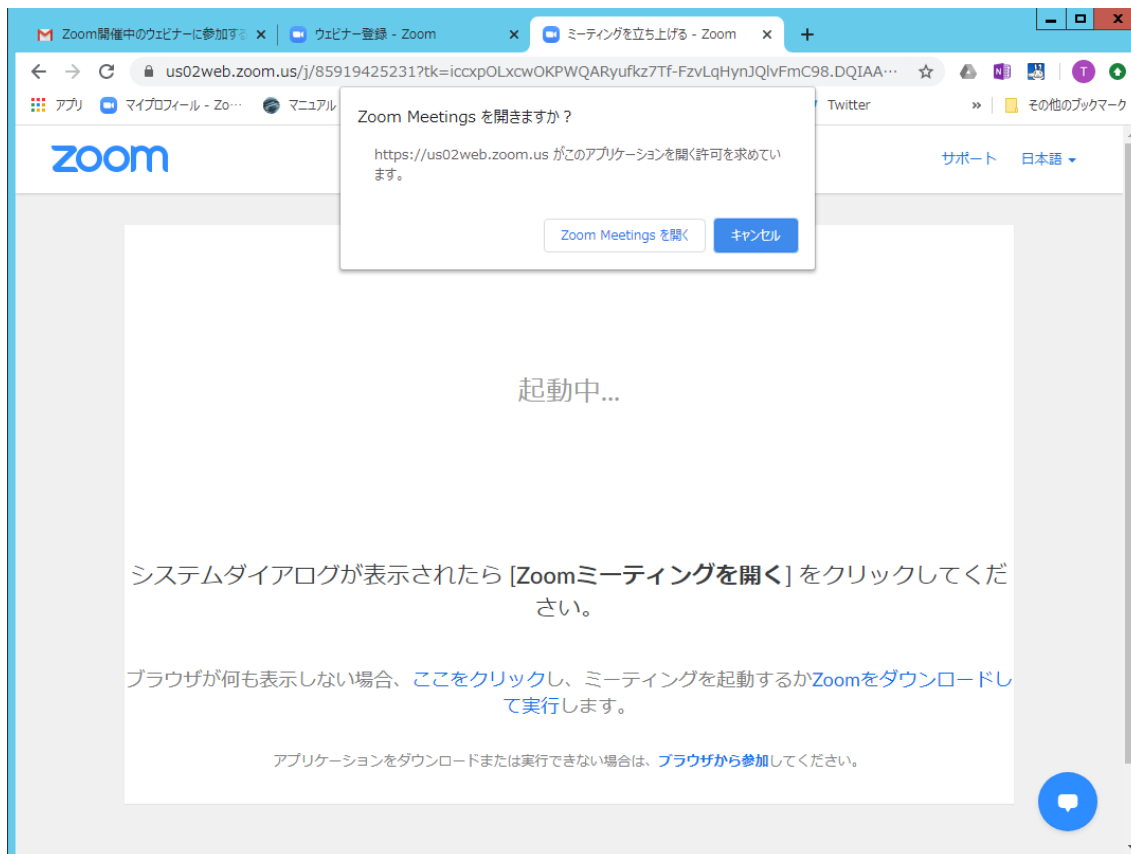 Zoom開催中のウェビナーに参加する
ウェビナー登録 - Zoom
ミーティングを立ち上げる - Zoom
us02web.zoom.us/j/85919425231?tk=iccxpOLxcwOKPWQARyufkz7Tf-FzvLqHynJQlvFmC98.DQIAA…
アプリ マイプロフィール - Zo… マニュアル Twitter » その他のブックマーク
Zoom Meetings を開きますか？
https://us02web.zoom.us がこのアプリケーションを開く許可を求めてい
ます。
Zoom Meetings を開く キャンセル
zoom サポート 日本語
起動中...
システムダイアログが表示されたら [Zoomミーティングを開く] をクリックしてくだ
さい。
ブラウザが何も表示しない場合、ここをクリックし、ミーティングを起動するかZoomをダウンロードし
て実行します。
アプリケーションをダウンロードまたは実行できない場合は、ブラウザから参加してください。